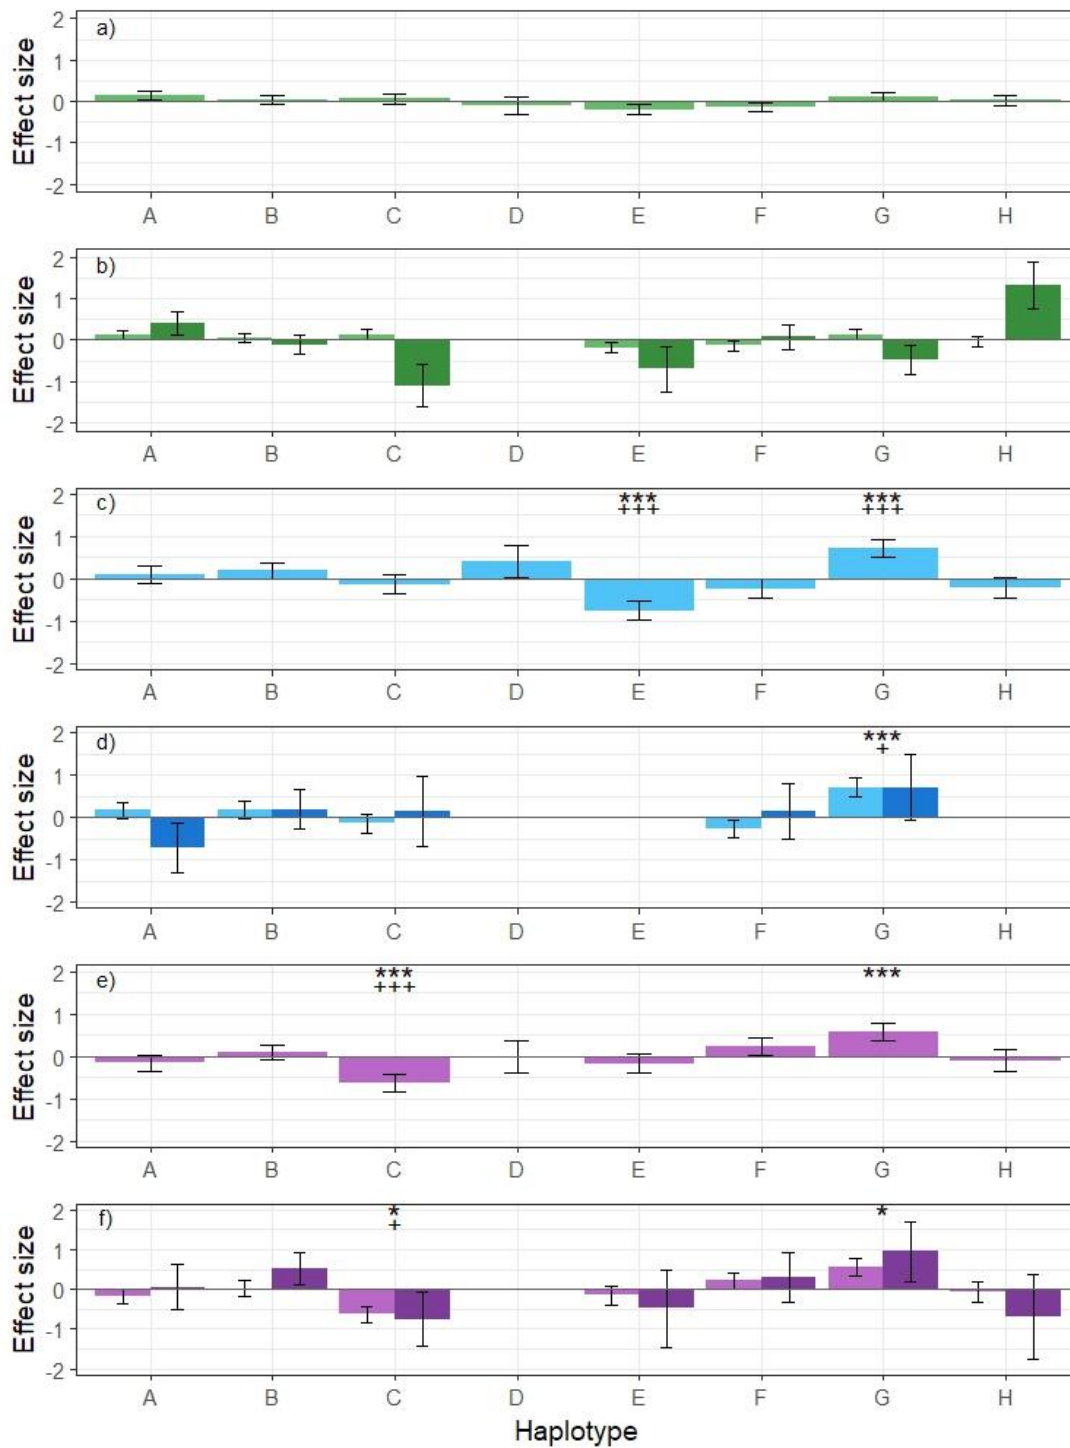 a)
Effect size
2
1
0
-1
-2
A B C D E F G H
b)
Effect size
2
1
0
-1
-2
A B C D E F G H
c)
*** ***
+++ +++
Effect size
2
1
0
-1
-2
A B C D E F G H
d)
***
+
Effect size
2
1
0
-1
-2
A B C D E F G H
e)
*** ***
+++
Effect size
2
1
0
-1
-2
A B C D E F G H
f)
* *
+
Effect size
2
1
0
-1
-2
A B C D E F G H
Haplotype